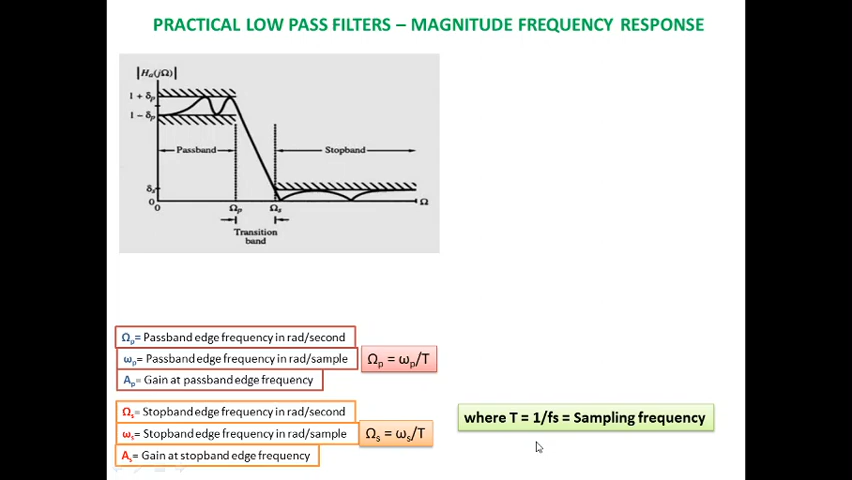 PRACTICAL LOW PASS FILTERS – MAGNITUDE FREQUENCY RESPONSE
|Hₐ(jΩ)|
1 + δₚ
1 − δₚ
Passband
Stopband
δₛ
0
0
Ωₚ
Ωₛ
Ω
Transition
band
Ωₚ= Passband edge frequency in rad/second
ωₚ= Passband edge frequency in rad/sample
Ωₚ = ωₚ/T
Aₚ= Gain at passband edge frequency
Ωₛ= Stopband edge frequency in rad/second
ωₛ= Stopband edge frequency in rad/sample
Ωₛ = ωₛ/T
Aₛ= Gain at stopband edge frequency
where T = 1/fs = Sampling frequency